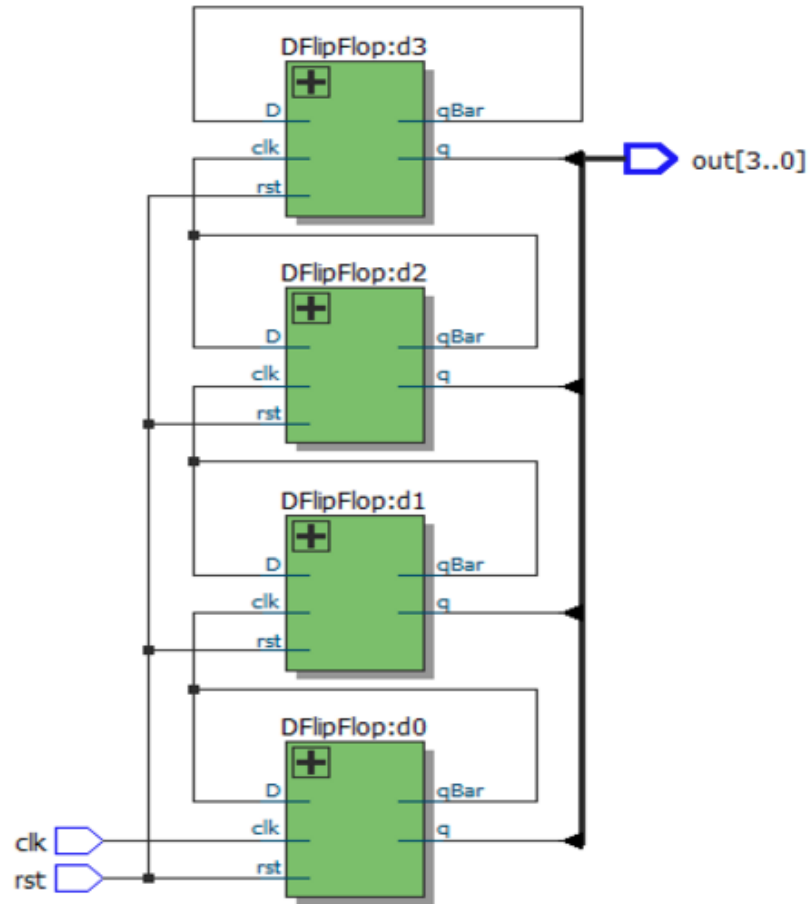 DFlipFlop:d3
D
qBar
clk
q
out[3..0]
rst
DFlipFlop:d2
D
qBar
clk
q
rst
DFlipFlop:d1
D
qBar
clk
q
rst
DFlipFlop:d0
D
qBar
clk
clk
q
rst
rst